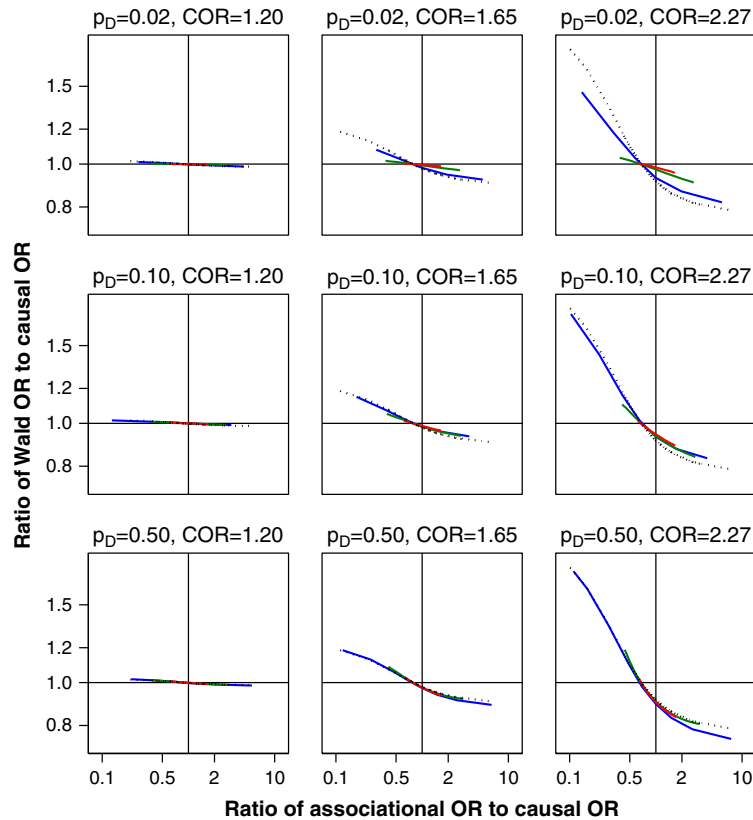 p_D=0.02, COR=1.20
p_D=0.02, COR=1.65
p_D=0.02, COR=2.27
1.5
1.2
1.0
0.8
p_D=0.10, COR=1.20
p_D=0.10, COR=1.65
p_D=0.10, COR=2.27
1.5
1.2
1.0
0.8
p_D=0.50, COR=1.20
p_D=0.50, COR=1.65
p_D=0.50, COR=2.27
1.5
1.2
1.0
0.8
0.1 0.5 2 10
0.1 0.5 2 10
0.1 0.5 2 10
Ratio of Wald OR to causal OR
Ratio of associational OR to causal OR